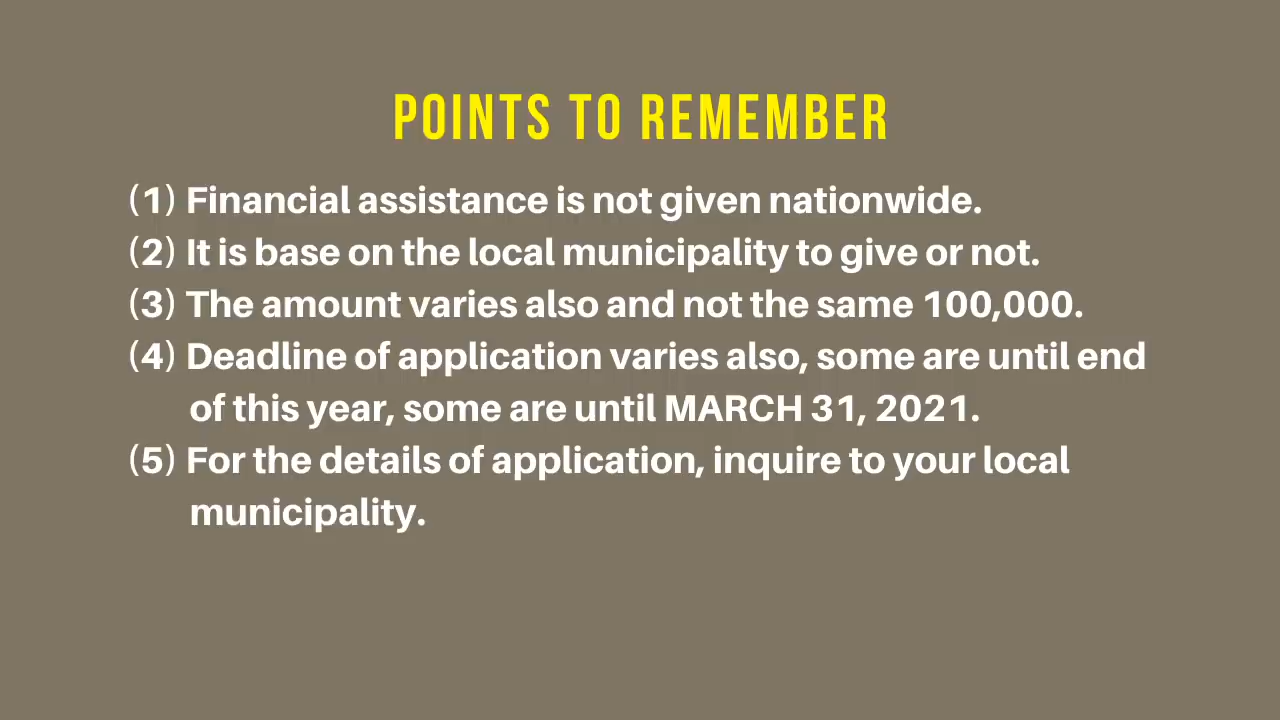 POINTS TO REMEMBER
(1) Financial assistance is not given nationwide.
(2) It is base on the local municipality to give or not.
(3) The amount varies also and not the same 100,000.
(4) Deadline of application varies also, some are until end
of this year, some are until MARCH 31, 2021.
(5) For the details of application, inquire to your local
municipality.